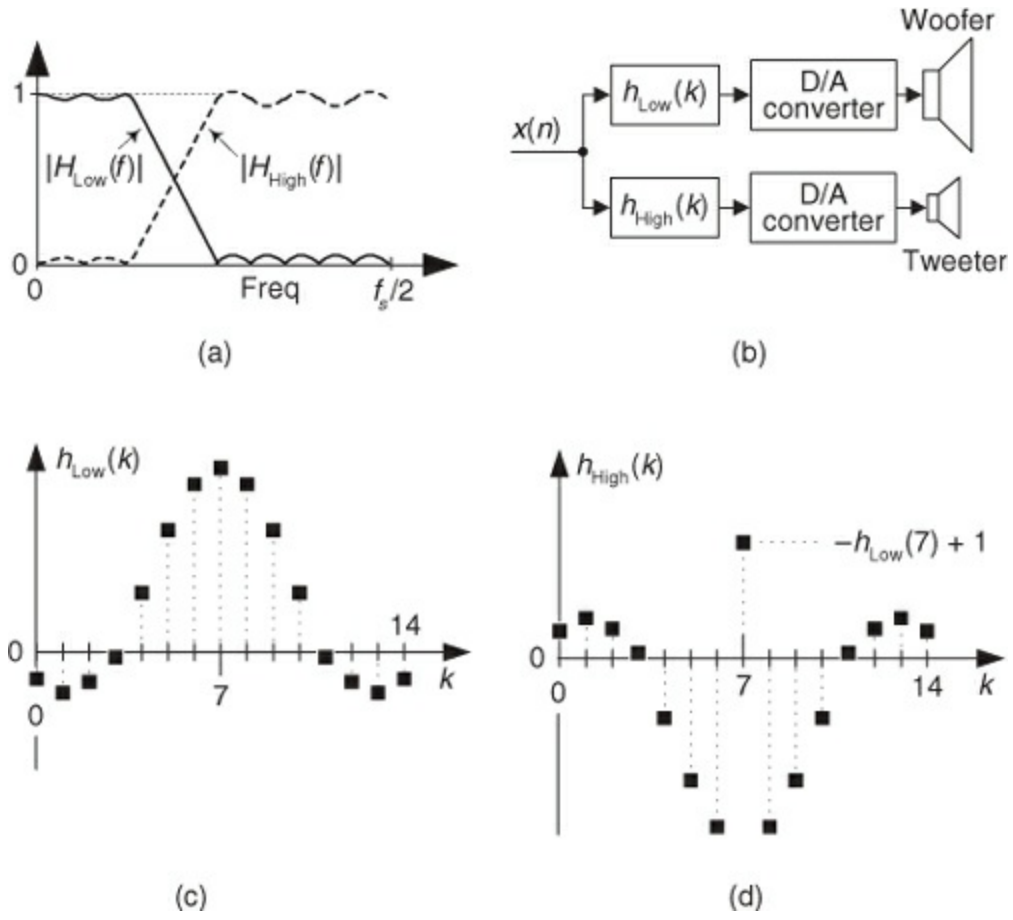 1
|H_Low(f)|
|H_High(f)|
0
0
Freq
f_s/2
(a)
Woofer
h_Low(k)
D/A
converter
x(n)
h_High(k)
D/A
converter
Tweeter
(b)
h_Low(k)
14
0
7
k
0
(c)
h_High(k)
–h_Low(7) + 1
0
0
7
14
k
(d)